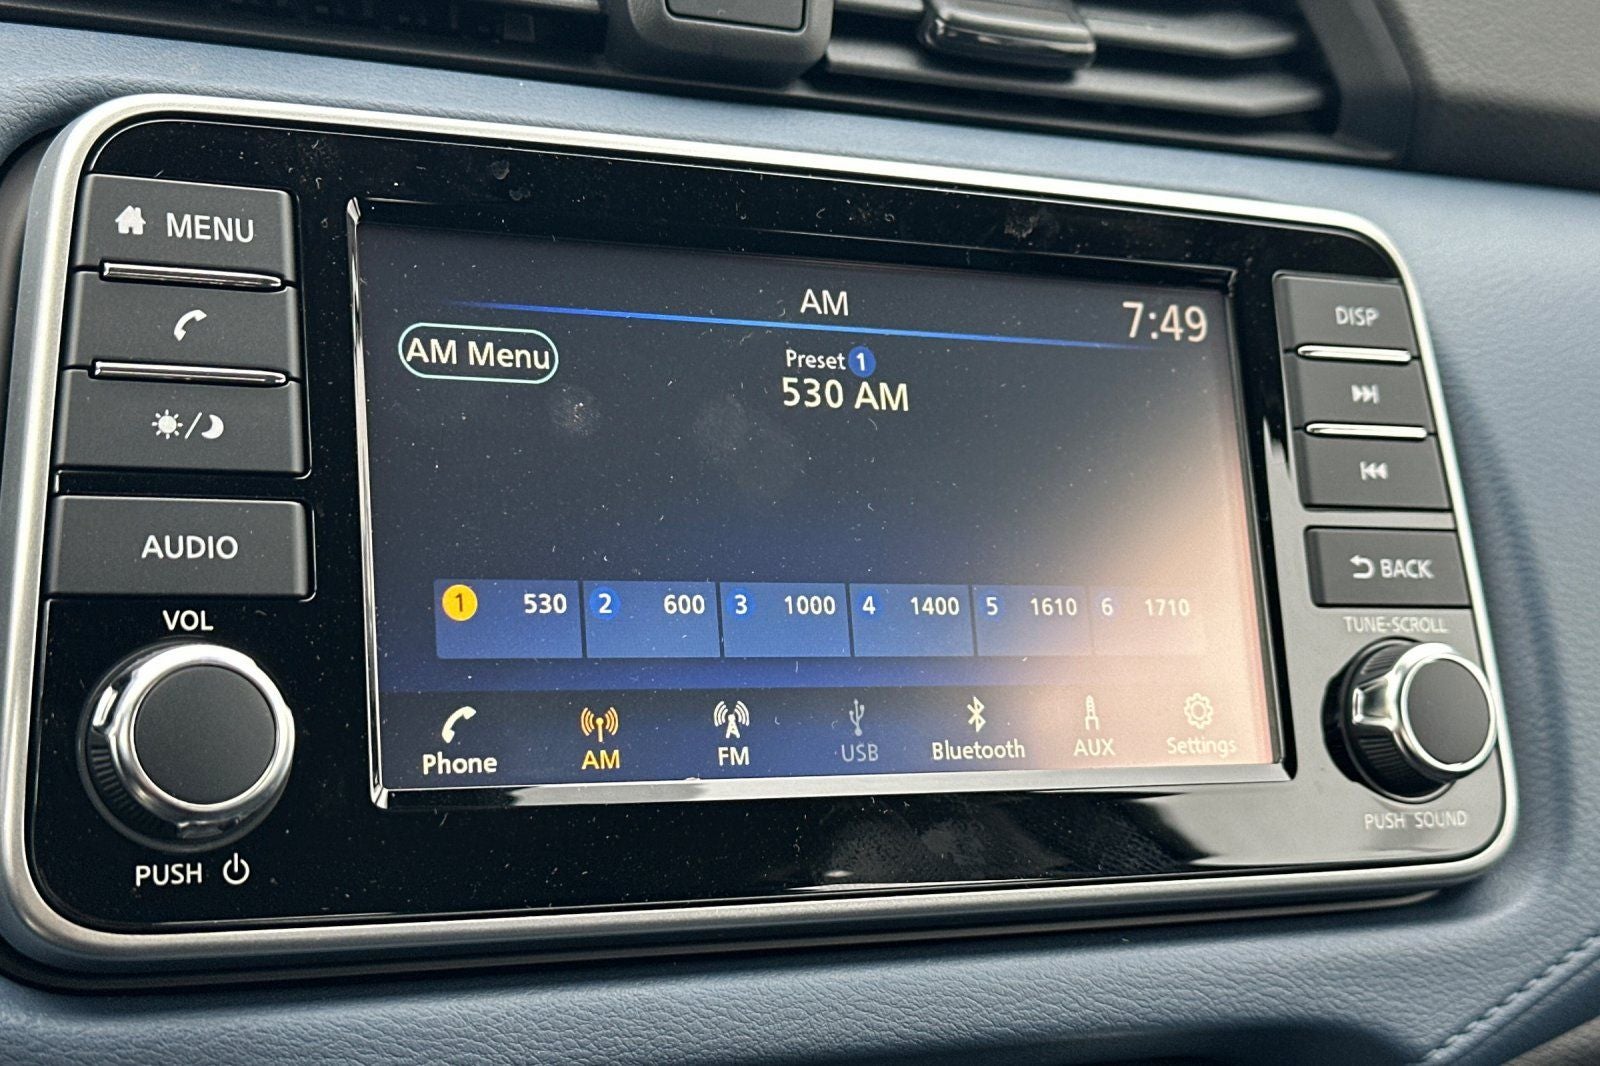 MENU
AUDIO
VOL
PUSH
AM
7:49
AM Menu
Preset 1
530 AM
1 530 2 600 3 1000 4 1400 5 1610 6 1710
Phone AM FM USB Bluetooth AUX Settings
DISP
BACK
TUNE•SCROLL
PUSH SOUND